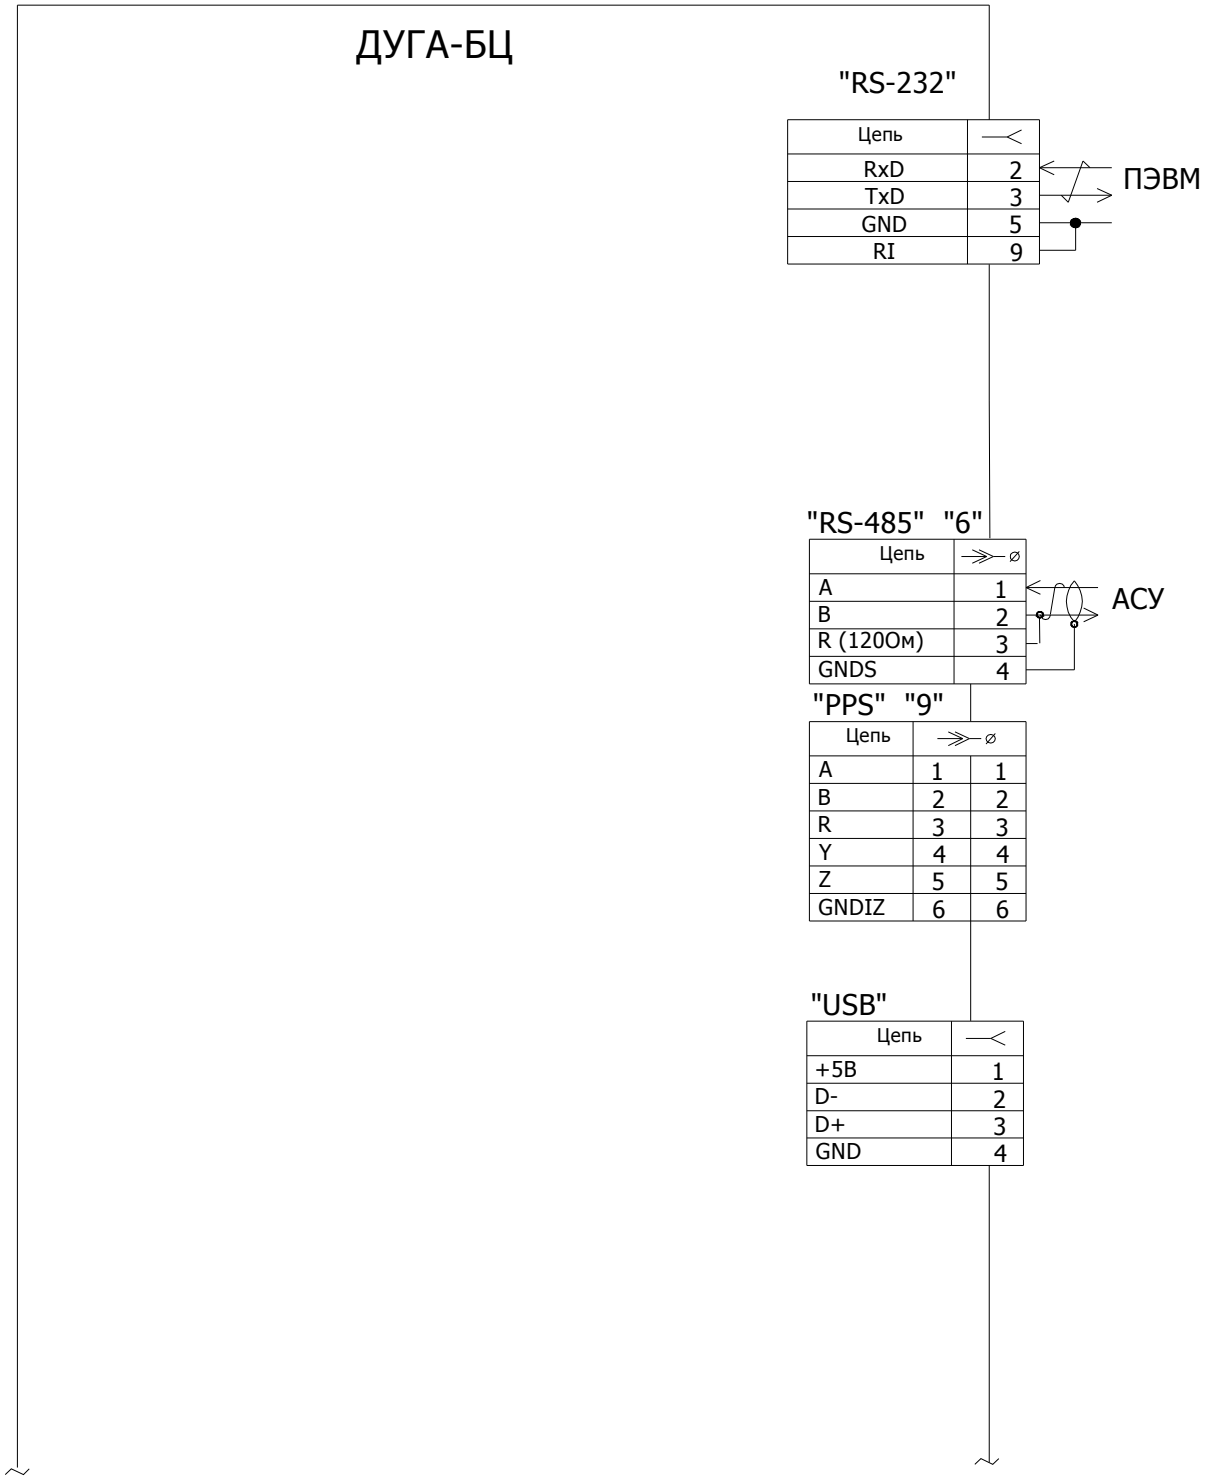 ДУГА-БЦ
"RS-232"
Цепь
RxD 2
TxD 3
GND 5
RI 9
ПЭВМ
"RS-485" "6"
Цепь
A 1
B 2
R (120Ом) 3
GNDS 4
АСУ
"PPS" "9"
Цепь
A 1 1
B 2 2
R 3 3
Y 4 4
Z 5 5
GNDIZ 6 6
"USB"
Цепь
+5В 1
D- 2
D+ 3
GND 4